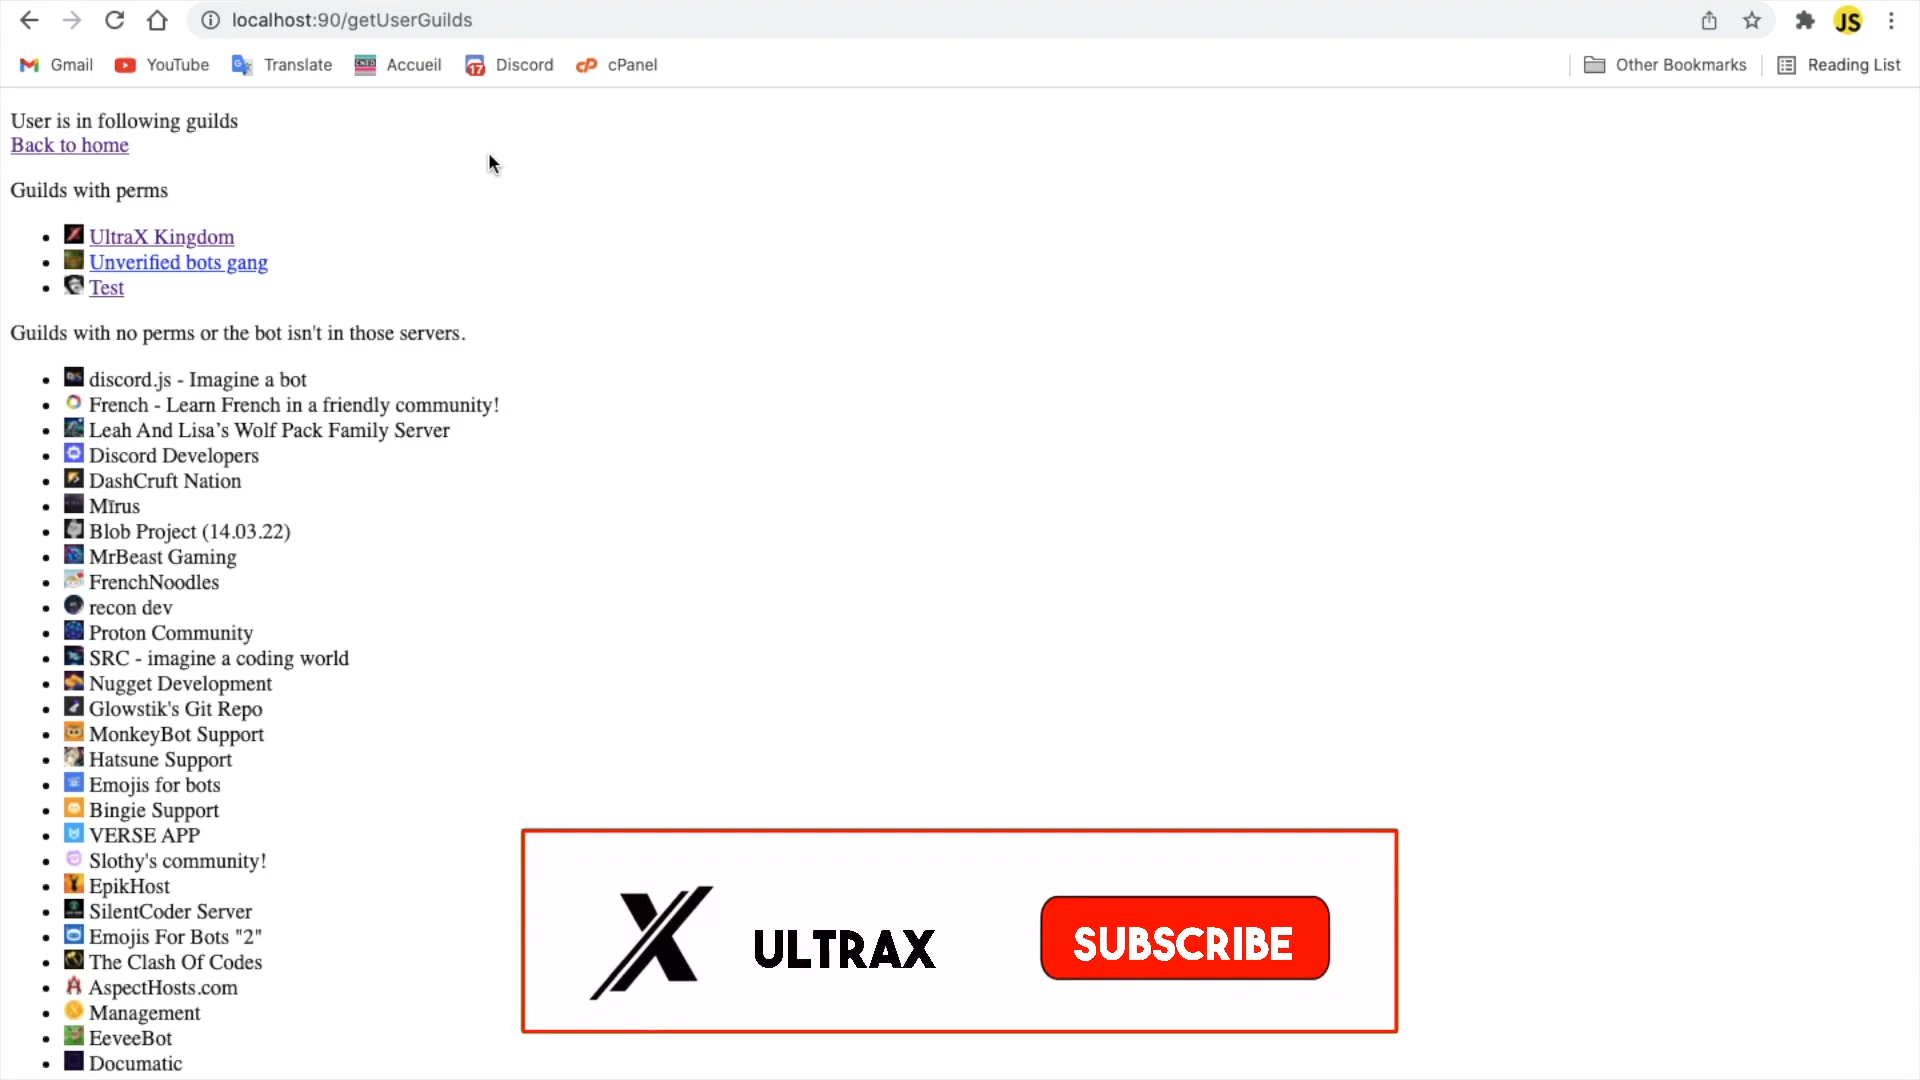 localhost:90/getUserGuilds
JS
Gmail YouTube Translate CNED Accueil 17 Discord cP cPanel Other Bookmarks Reading List
User is in following guilds
Back to home
Guilds with perms
UltraX Kingdom
Unverified bots gang
Test
Guilds with no perms or the bot isn't in those servers.
discord.js - Imagine a bot
French - Learn French in a friendly community!
Leah And Lisa’s Wolf Pack Family Server
Discord Developers
DashCruft Nation
Mīrus
Blob Project (14.03.22)
MrBeast Gaming
FrenchNoodles
recon dev
Proton Community
SRC - imagine a coding world
Nugget Development
Glowstik's Git Repo
MonkeyBot Support
Hatsune Support
Emojis for bots
Bingie Support
VERSE APP
Slothy's community!
EpikHost
SilentCoder Server
Emojis For Bots "2"
The Clash Of Codes
AspectHosts.com
Management
EeveeBot
Documatic
X ULTRAX SUBSCRIBE